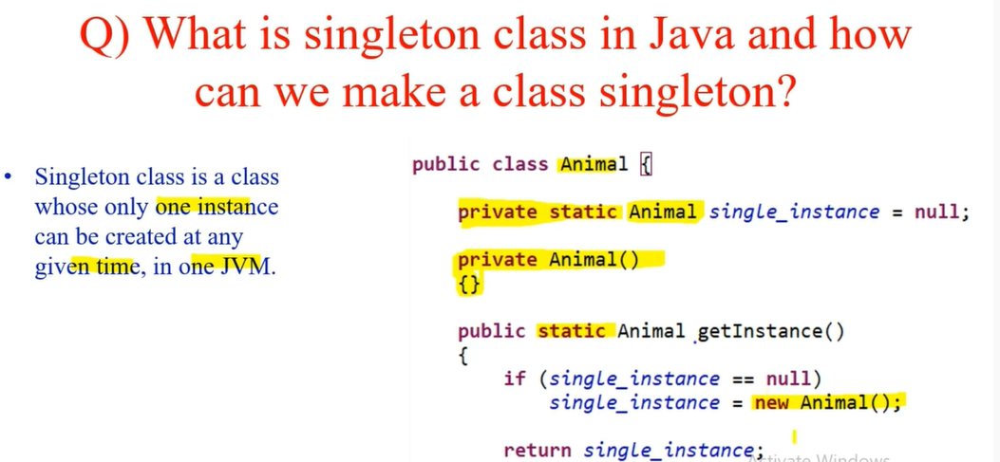 Q) What is singleton class in Java and how
can we make a class singleton?
• Singleton class is a class
whose only one instance
can be created at any
given time, in one JVM.
public class Animal {
private static Animal single_instance = null;
private Animal()
{}
public static Animal getInstance()
{
if (single_instance == null)
single_instance = new Animal();
return single_instance;
Activate Windows